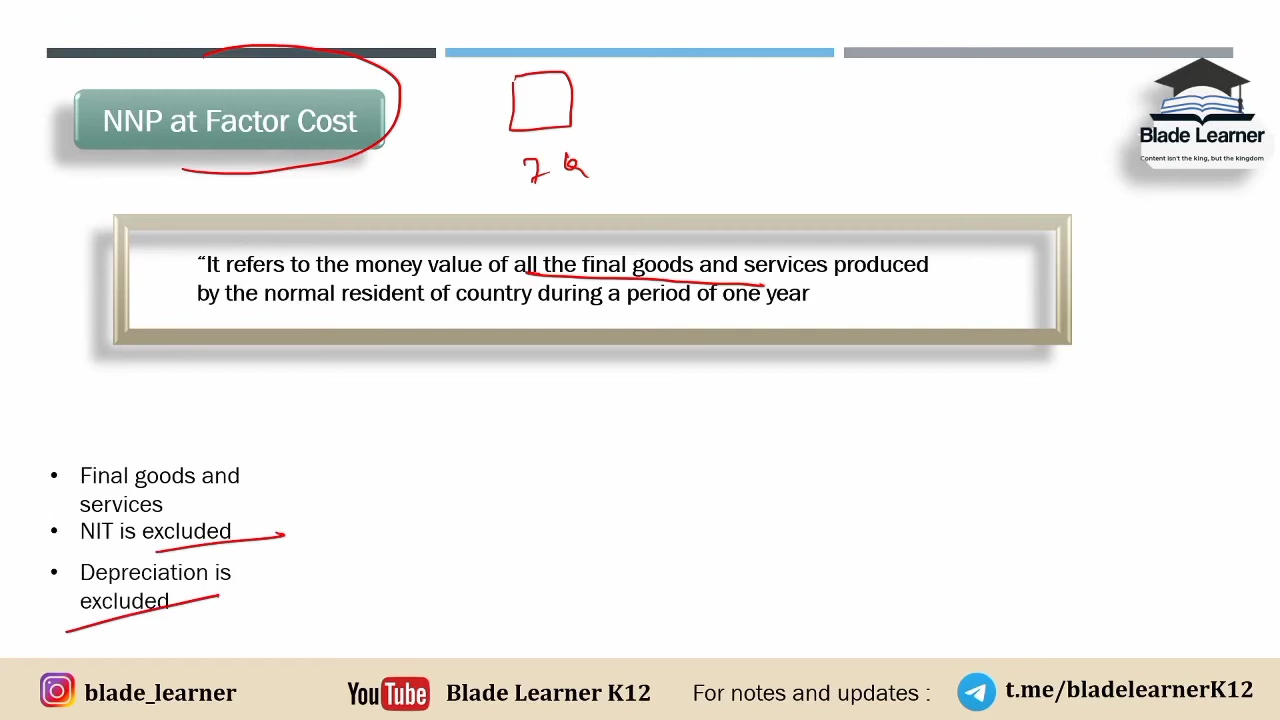 NNP at Factor Cost
Blade Learner
Content isn't the king, but the kingdom
“It refers to the money value of all the final goods and services produced
by the normal resident of country during a period of one year
• Final goods and
services
• NIT is excluded
• Depreciation is
excluded
blade_learner
YouTube Blade Learner K12
For notes and updates :
t.me/bladelearnerK12